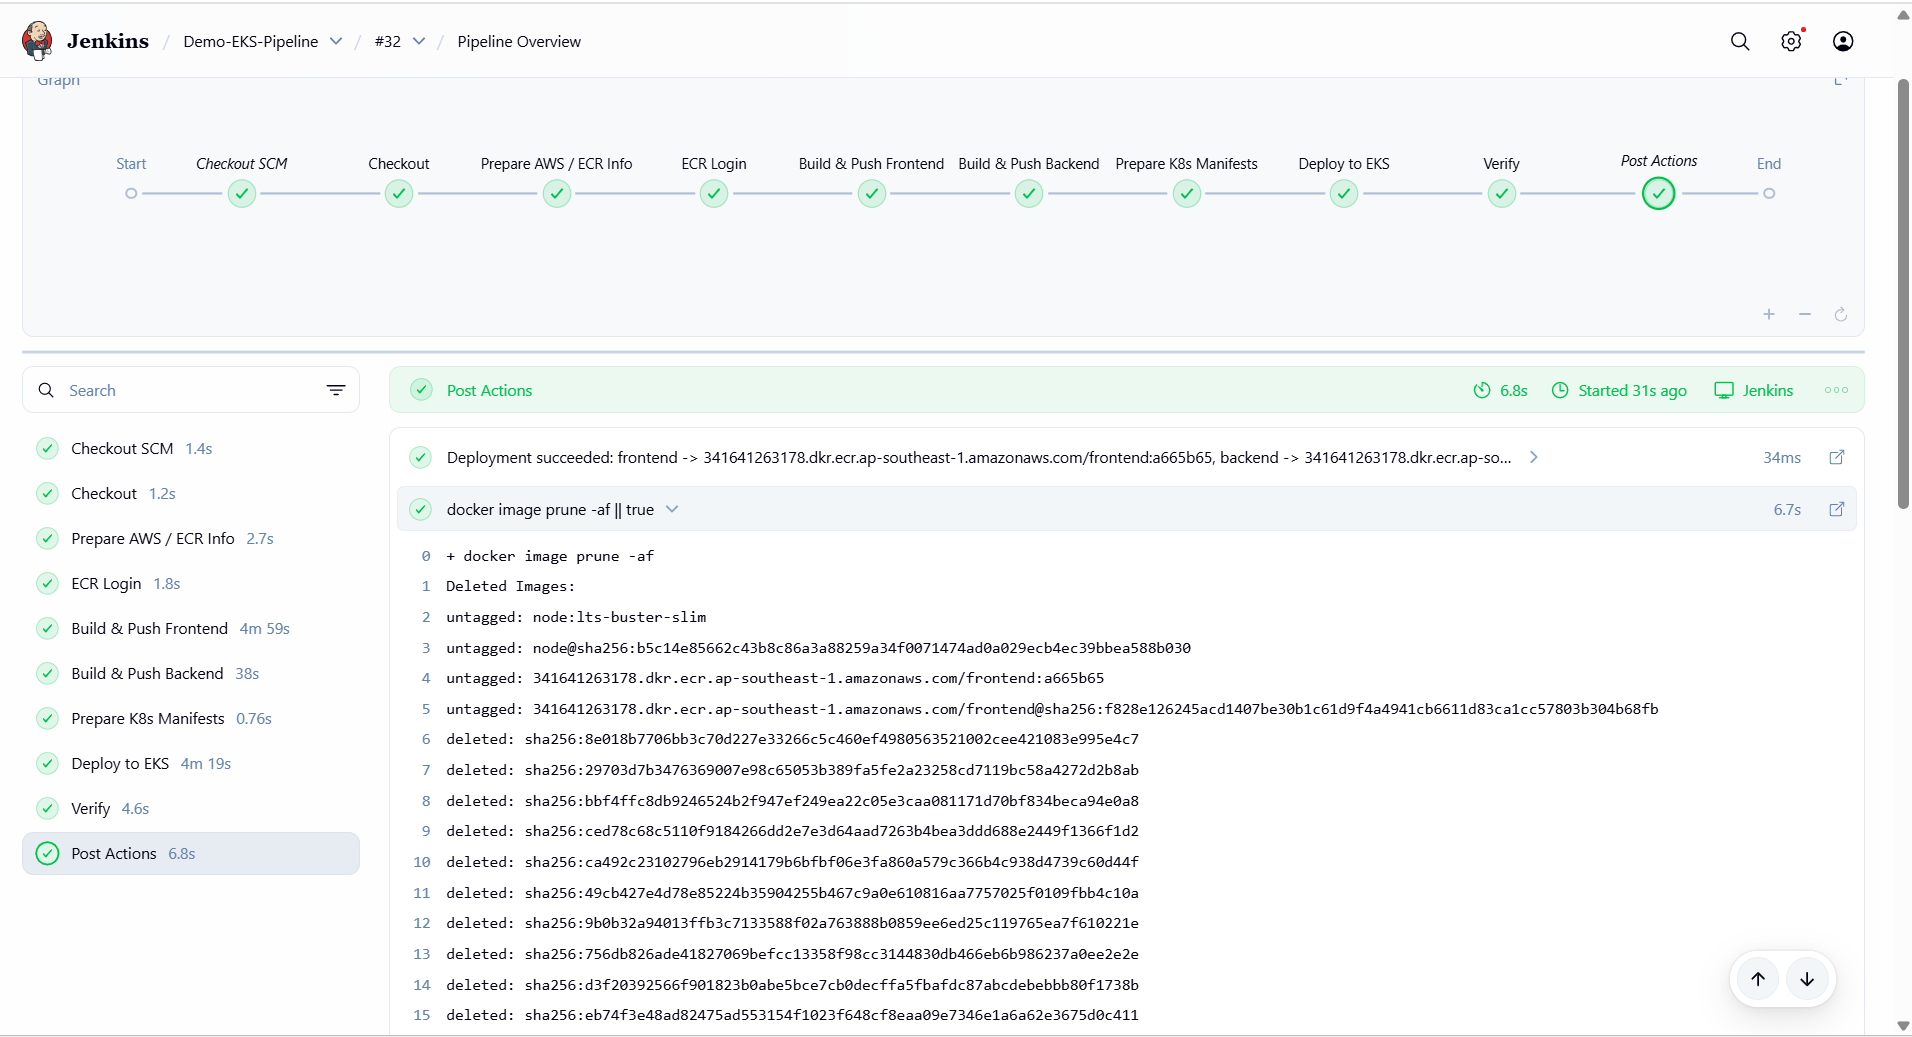 Jenkins / Demo-EKS-Pipeline / #32 / Pipeline Overview
Graph
Start Checkout SCM Checkout Prepare AWS / ECR Info ECR Login Build & Push Frontend Build & Push Backend Prepare K8s Manifests Deploy to EKS Verify Post Actions End
Search
Checkout SCM 1.4s
Checkout 1.2s
Prepare AWS / ECR Info 2.7s
ECR Login 1.8s
Build & Push Frontend 4m 59s
Build & Push Backend 38s
Prepare K8s Manifests 0.76s
Deploy to EKS 4m 19s
Verify 4.6s
Post Actions 6.8s
Post Actions 6.8s Started 31s ago Jenkins
Deployment succeeded: frontend -> 341641263178.dkr.ecr.ap-southeast-1.amazonaws.com/frontend:a665b65, backend -> 341641263178.dkr.ecr.ap-so... 34ms
docker image prune -af || true 6.7s
0 + docker image prune -af
1 Deleted Images:
2 untagged: node:lts-buster-slim
3 untagged: node@sha256:b5c14e85662c43b8c86a3a88259a34f0071474ad0a029ecb4ec39bbea588b030
4 untagged: 341641263178.dkr.ecr.ap-southeast-1.amazonaws.com/frontend:a665b65
5 untagged: 341641263178.dkr.ecr.ap-southeast-1.amazonaws.com/frontend@sha256:f828e126245acd1407be30b1c61d9f4a4941cb6611d83ca1cc57803b304b68fb
6 deleted: sha256:8e018b7706bb3c70d227e33266c5c460ef4980563521002cee421083e995e4c7
7 deleted: sha256:29703d7b3476369007e98c65053b389fa5fe2a23258cd7119bc58a4272d2b8ab
8 deleted: sha256:bbf4ffc8db9246524b2f947ef249ea22c05e3caa081171d70bf834beca94e0a8
9 deleted: sha256:ced78c68c5110f9184266dd2e7e3d64aad7263b4bea3ddd688e2449f1366f1d2
10 deleted: sha256:ca492c23102796eb2914179b6bfbf06e3fa860a579c366b4c938d4739c60d44f
11 deleted: sha256:49cb427e4d78e85224b35904255b467c9a0e610816aa7757025f0109fbb4c10a
12 deleted: sha256:9b0b32a94013ffb3c7133588f02a763888b0859ee6ed25c119765ea7f610221e
13 deleted: sha256:756db826ade41827069befcc13358f98cc3144830db466eb6b986237a0ee2e2e
14 deleted: sha256:d3f20392566f901823b0abe5bce7cb0decffa5fbafdc87abcdebebbb80f1738b
15 deleted: sha256:eb74f3e48ad82475ad553154f1023f648cf8eaa09e7346e1a6a62e3675d0c411